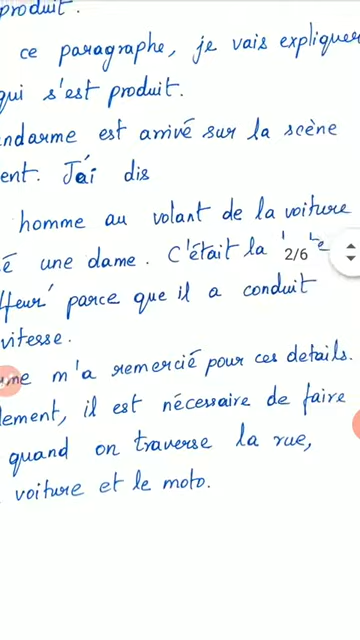 produit.
ce paragraphe, je vais expliquer
qui s'est produit.
ndarme est arrivé sur la scène
ent. J'ái dis
homme au volant de la voiture
é une dame. C'était la
2/6
ffeur' parce que il a conduit
vitesse.
me m'a remercié pour ces details.
lement, il est nécessaire de faire
quand on traverse la rue,
voiture et le moto.